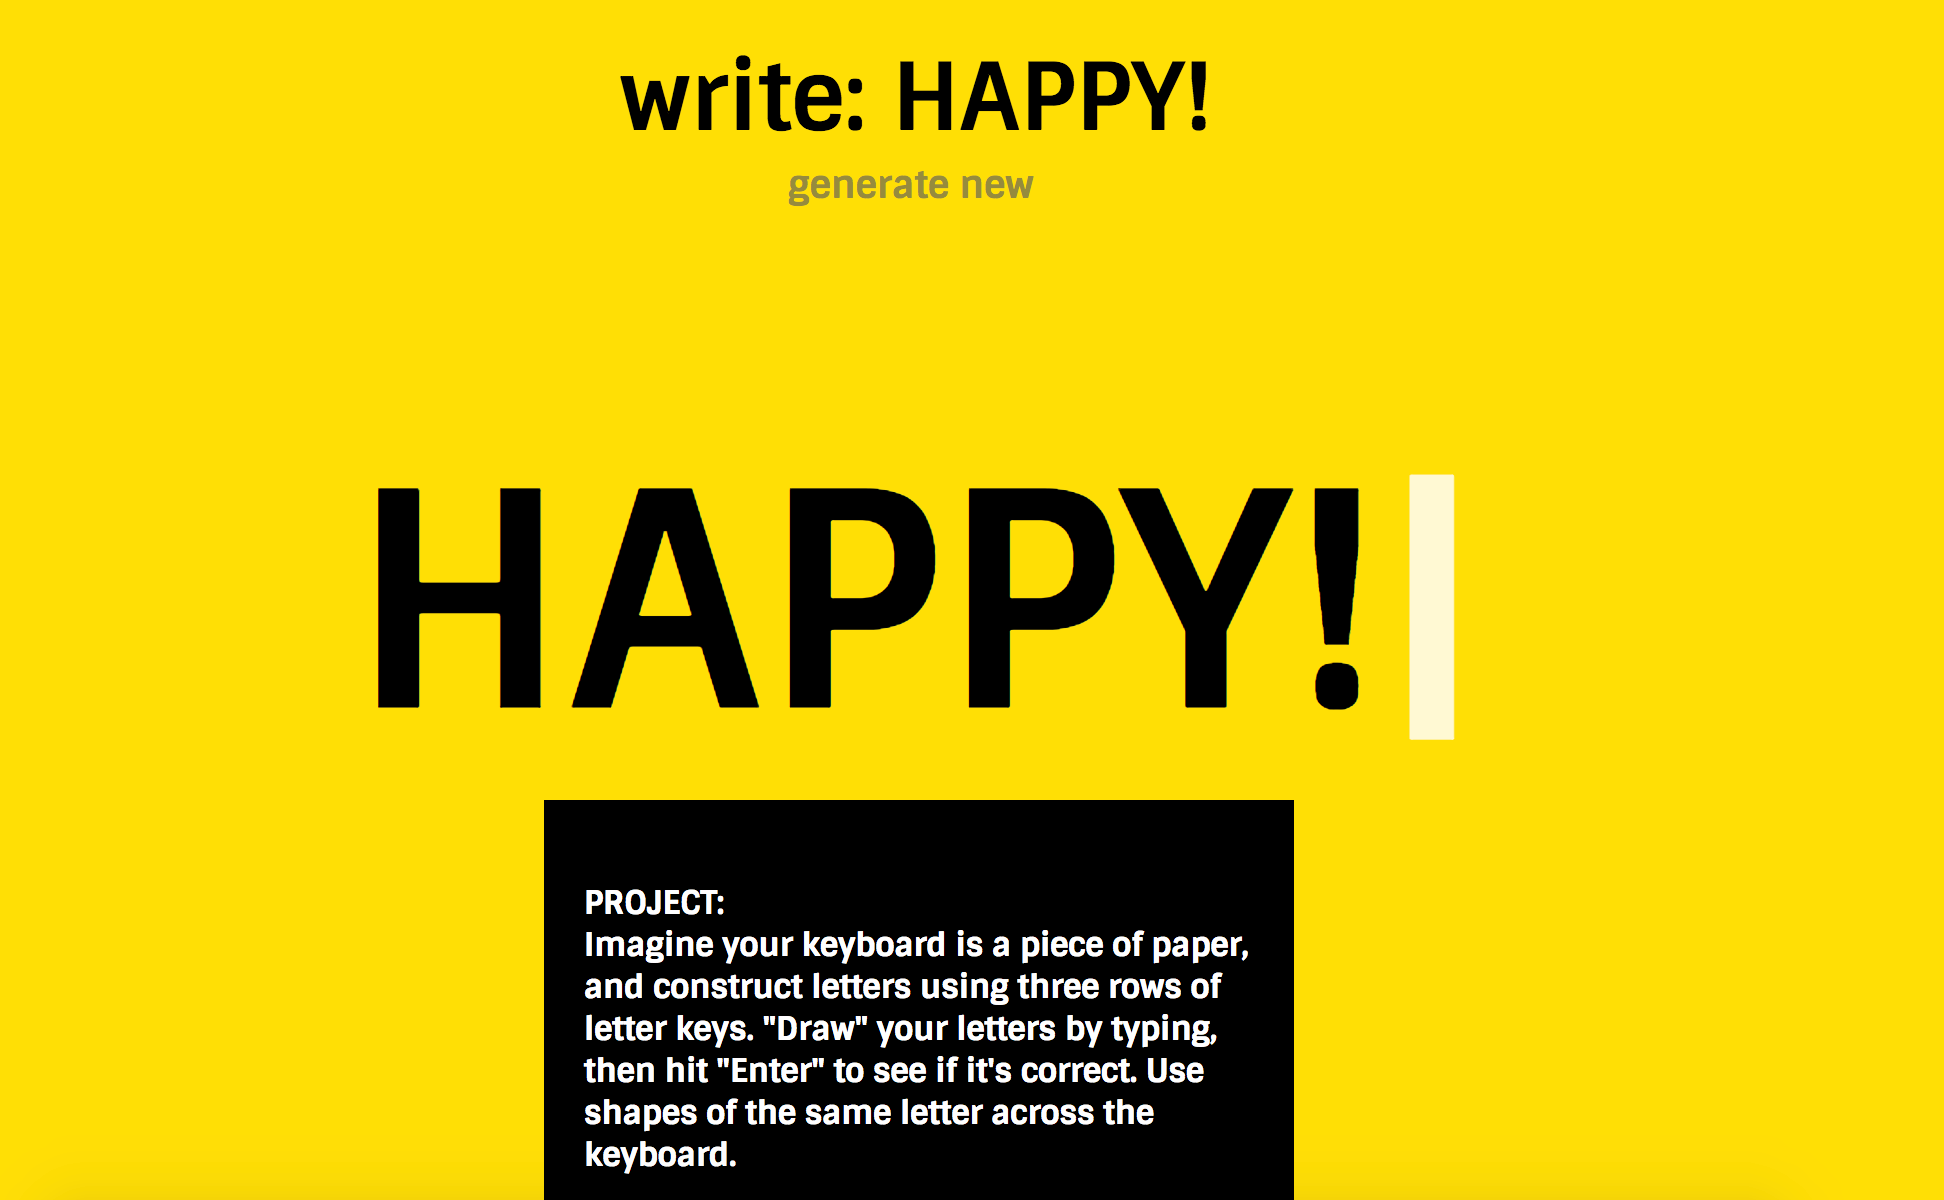 write: HAPPY!
generate new
HAPPY!
PROJECT:
Imagine your keyboard is a piece of paper,
and construct letters using three rows of
letter keys. "Draw" your letters by typing,
then hit "Enter" to see if it's correct. Use
shapes of the same letter across the
keyboard.